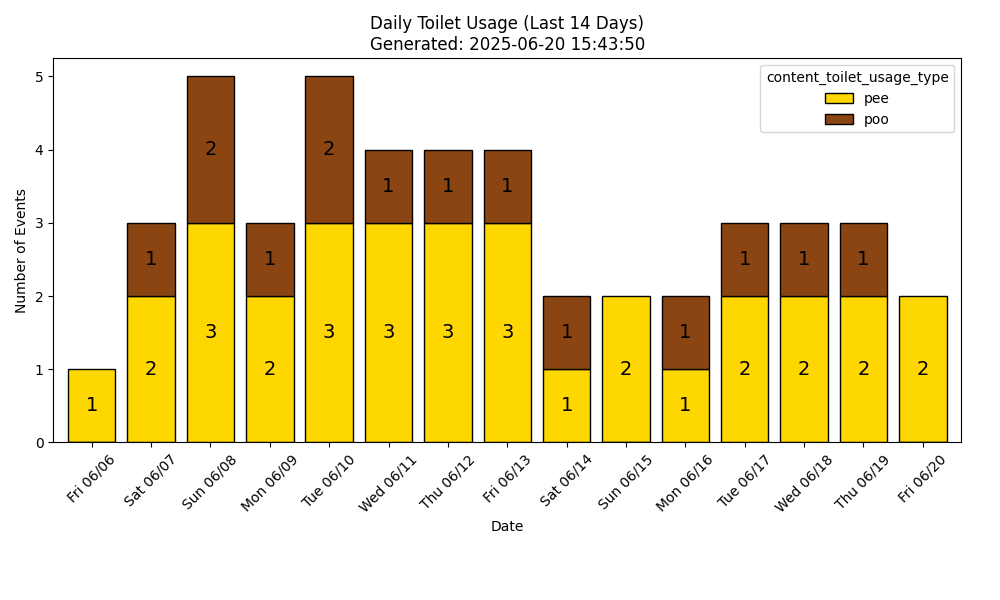 Daily Toilet Usage (Last 14 Days)
Generated: 2025-06-20 15:43:50
content_toilet_usage_type
pee
poo
Number of Events
5
4
3
2
1
0
2 2
1 1 1
1 1 1 1 1
3 3 3 3 3
1 1
2 2 2 2 2 2 2
1 1 1
Fri 06/06
Sat 06/07
Sun 06/08
Mon 06/09
Tue 06/10
Wed 06/11
Thu 06/12
Fri 06/13
Sat 06/14
Sun 06/15
Mon 06/16
Tue 06/17
Wed 06/18
Thu 06/19
Fri 06/20
Date